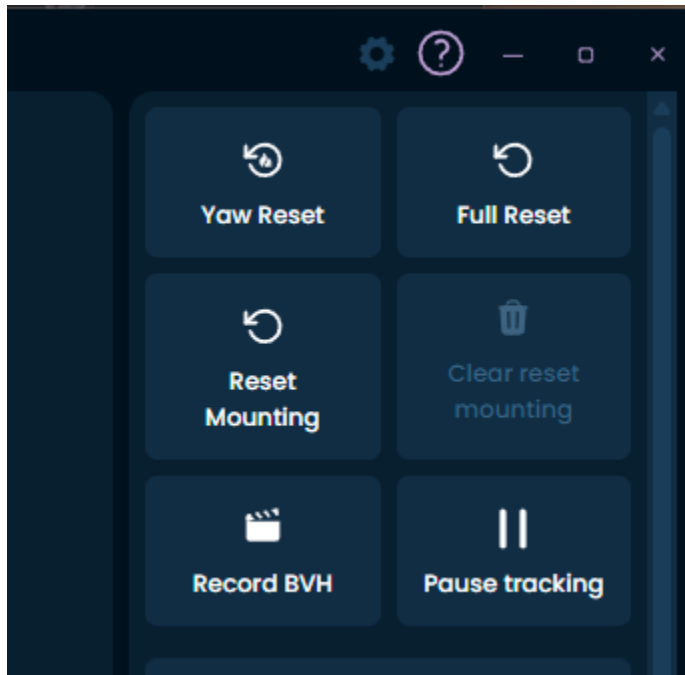 Yaw Reset
Full Reset
Reset
Mounting
Clear reset
mounting
Record BVH
Pause tracking